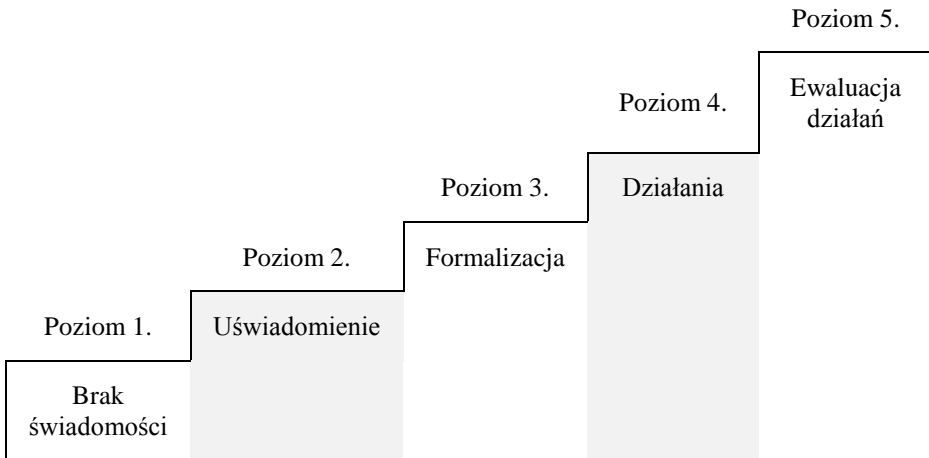 Poziom 5.
Ewaluacja
działań
Poziom 4.
Działania
Poziom 3.
Formalizacja
Poziom 2.
Uświadomienie
Poziom 1.
Brak
świadomości